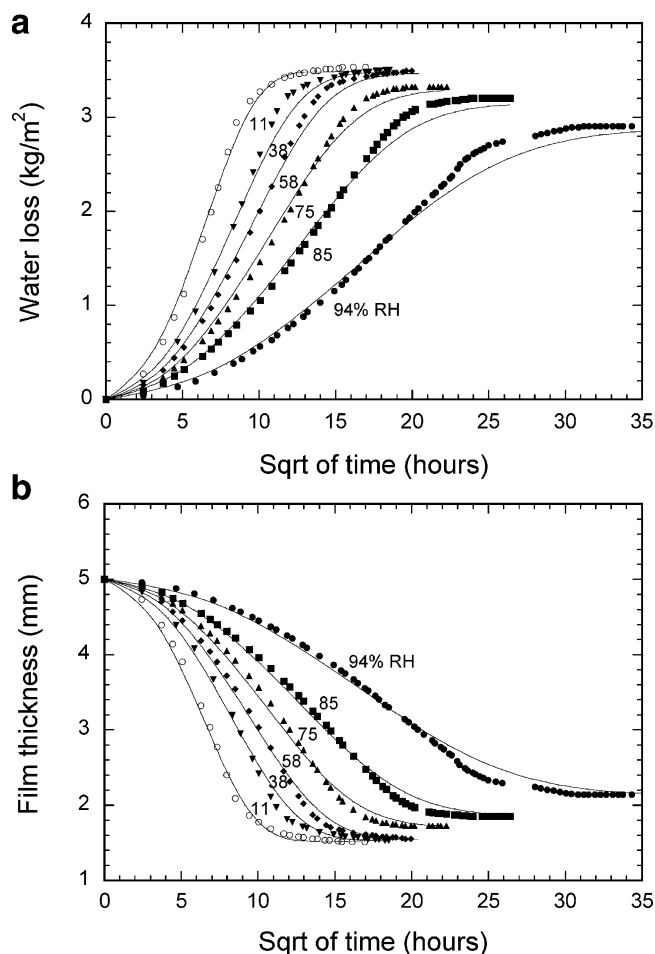 a
4
3
2
1
0
Water loss (kg/m²)
11
38
58
75
85
94% RH
0 5 10 15 20 25 30 35
Sqrt of time (hours)
b
6
5
4
3
2
1
Film thickness (mm)
94% RH
85
75
58
38
11
0 5 10 15 20 25 30 35
Sqrt of time (hours)